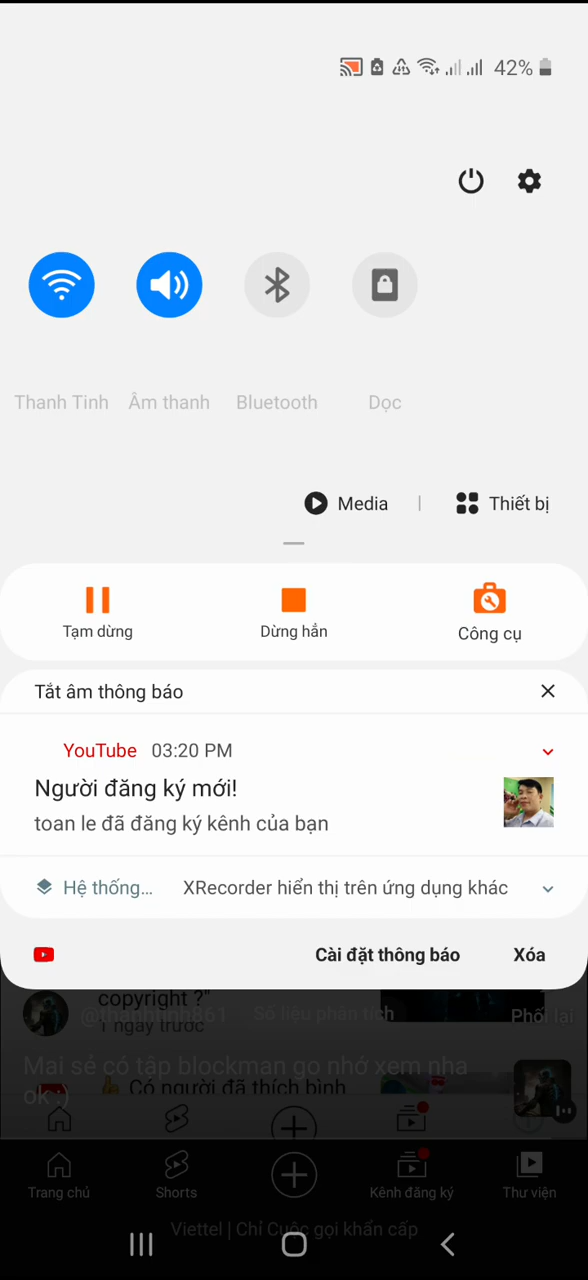 42%
Thanh Tinh Âm thanh Bluetooth Dọc
Media | Thiết bị
Tạm dừng Dừng hẳn Công cụ
Tắt âm thông báo
YouTube 03:20 PM
Người đăng ký mới!
toan le đã đăng ký kênh của bạn
Hệ thống... XRecorder hiển thị trên ứng dụng khác
Cài đặt thông báo Xóa
copyright ?"
@thanhtinh861 Số liệu phân tích Phối lại
1 ngày trước
Mai sẽ có tập blockman go nhớ xem nha
ok :)
👍 Có người đã thích bình
Trang chủ Shorts Kênh đăng ký Thư viện
Viettel | Chỉ Cuộc gọi khẩn cấp